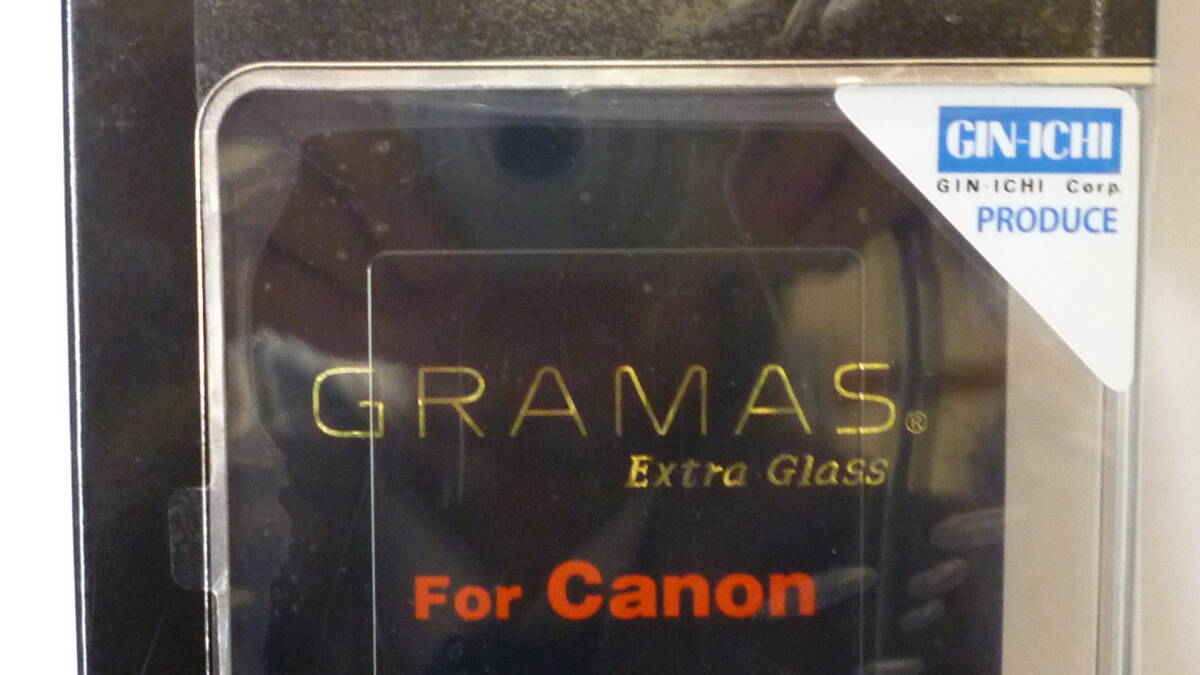 GIN-ICHI
GIN-ICHI Corp.
PRODUCE
GRAMAS®
Extra Glass
For Canon